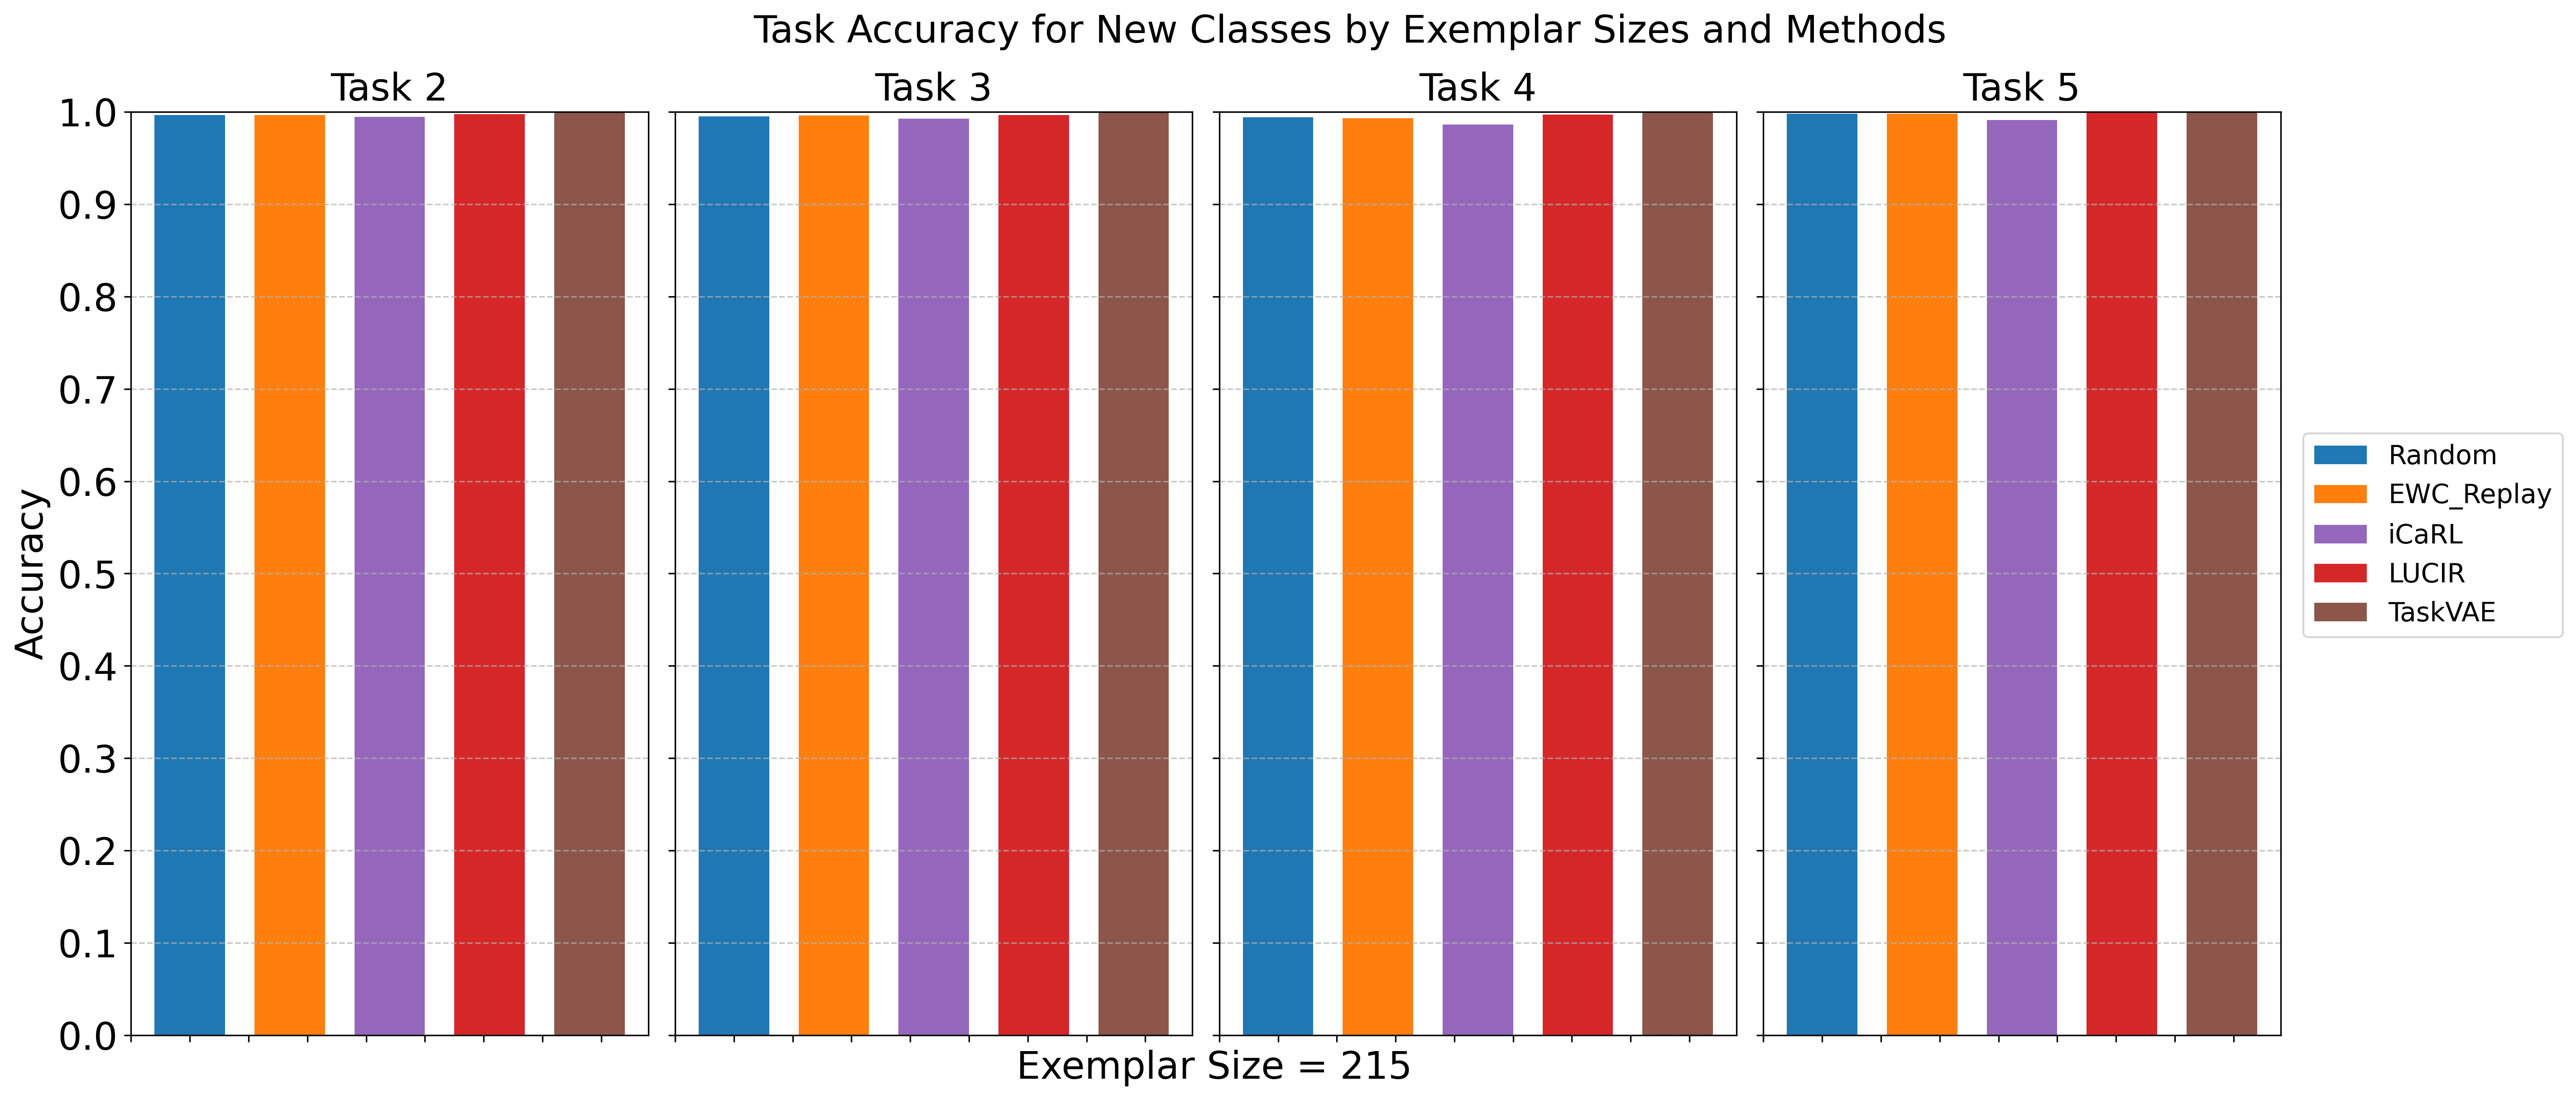 Task Accuracy for New Classes by Exemplar Sizes and Methods
Task 2
Task 3
Task 4
Task 5
Accuracy
1.0
0.9
0.8
0.7
0.6
0.5
0.4
0.3
0.2
0.1
0.0
Exemplar Size = 215
Random
EWC_Replay
iCaRL
LUCIR
TaskVAE